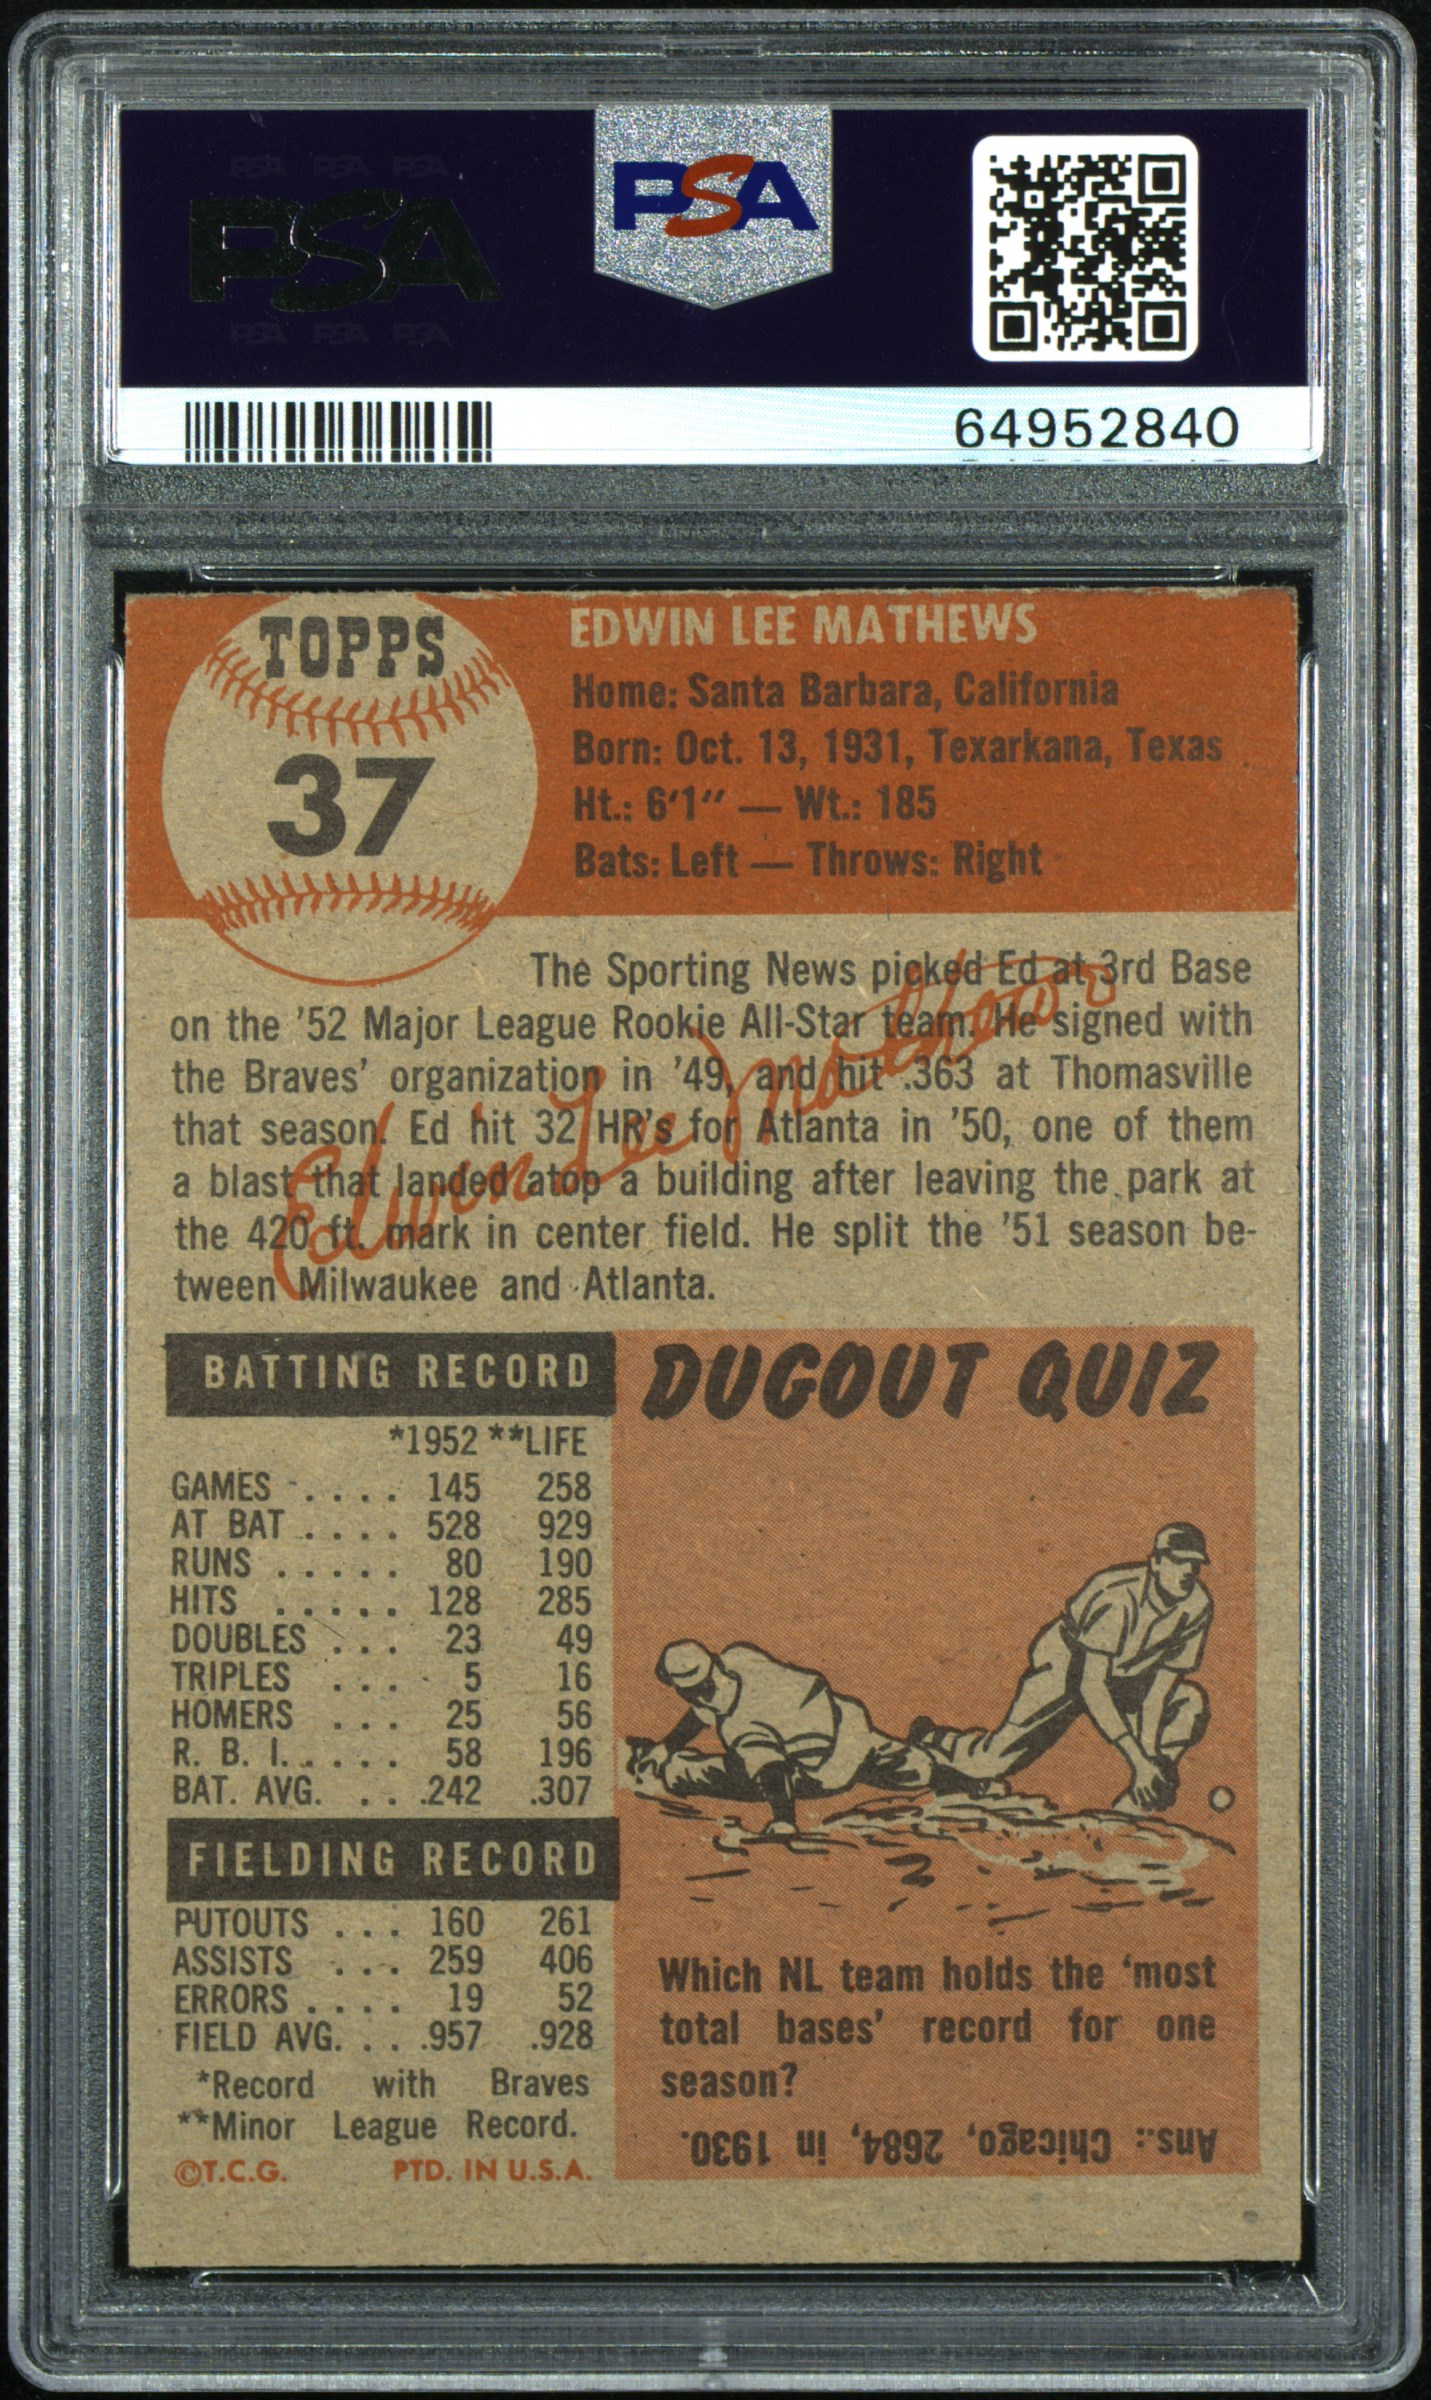 PSA PSA PSA
PSA
PSA PSA PSA
PSA
64952840
TOPPS
37
EDWIN LEE MATHEWS
Home: Santa Barbara, California
Born: Oct. 13, 1931, Texarkana, Texas
Ht.: 6'1" — Wt.: 185
Bats: Left — Throws: Right
The Sporting News picked Ed at 3rd Base
on the '52 Major League Rookie All-Star team. He signed with
the Braves' organization in '49, and hit .363 at Thomasville
that season. Ed hit 32 HR's for Atlanta in '50, one of them
a blast that landed atop a building after leaving the park at
the 420 ft. mark in center field. He split the '51 season be-
tween Milwaukee and Atlanta.
Edwin Lee Mathews
BATTING RECORD
*1952 **LIFE
GAMES . . . . 145 258
AT BAT . . . . 528 929
RUNS . . . . . 80 190
HITS . . . . . 128 285
DOUBLES . . . 23 49
TRIPLES . . . 5 16
HOMERS . . . 25 56
R. B. I. . . . . 58 196
BAT. AVG. . . . .242 .307
FIELDING RECORD
PUTOUTS . . . 160 261
ASSISTS . . . 259 406
ERRORS . . . . 19 52
FIELD AVG. . . . .957 .928
*Record with Braves
**Minor League Record.
©T.C.G. PTD. IN U.S.A.
DUGOUT QUIZ
Which NL team holds the 'most
total bases' record for one
season?
Ans.: Chicago, 2684, in 1930.